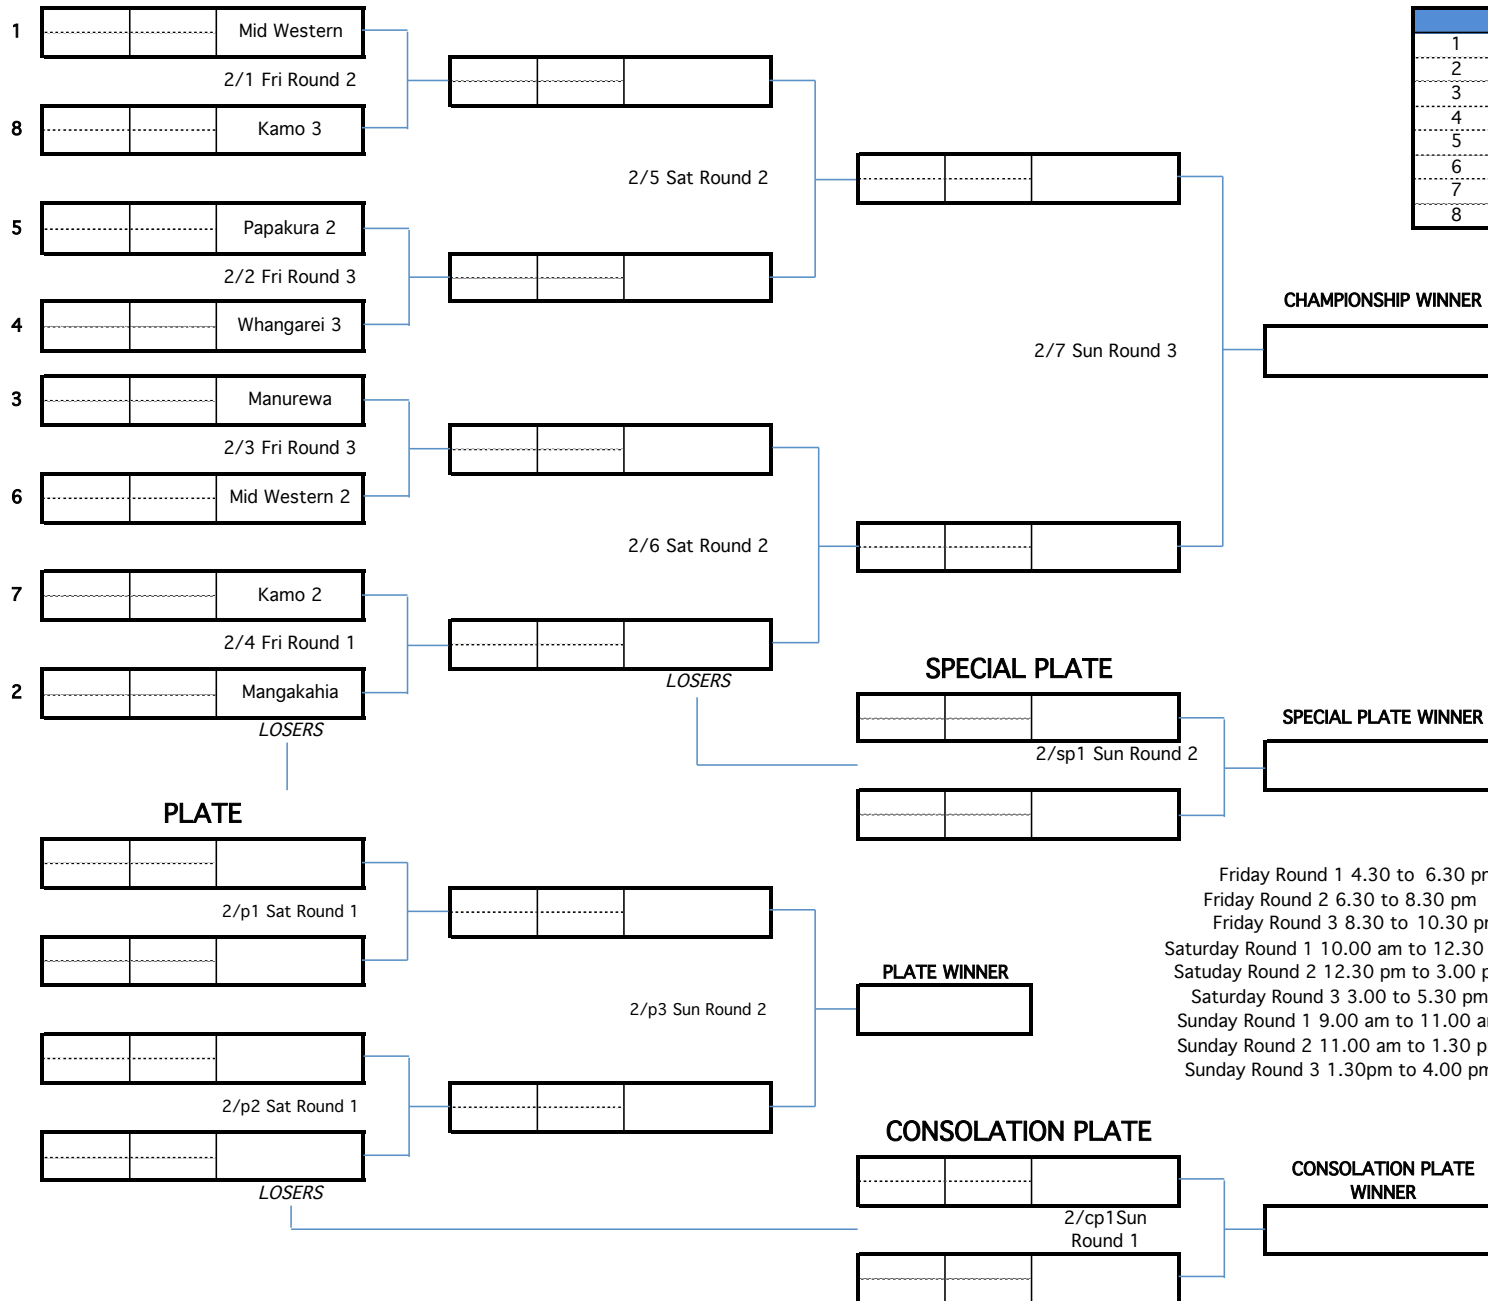 1 Mid Western
2/1 Fri Round 2
8 Kamo 3
5 Papakura 2
2/2 Fri Round 3
4 Whangarei 3
3 Manurewa
2/3 Fri Round 3
6 Mid Western 2
7 Kamo 2
2/4 Fri Round 1
2 Mangakahia
LOSERS
2/5 Sat Round 2
2/6 Sat Round 2
LOSERS
2/7 Sun Round 3
1
2
3
4
5
6
7
8
CHAMPIONSHIP WINNER
SPECIAL PLATE
2/sp1 Sun Round 2
SPECIAL PLATE WINNER
PLATE
2/p1 Sat Round 1
2/p2 Sat Round 1
LOSERS
2/p3 Sun Round 2
PLATE WINNER
Friday Round 1 4.30 to 6.30 pm
Friday Round 2 6.30 to 8.30 pm
Friday Round 3 8.30 to 10.30 pm
Saturday Round 1 10.00 am to 12.30
Satuday Round 2 12.30 pm to 3.00 p
Saturday Round 3 3.00 to 5.30 pm
Sunday Round 1 9.00 am to 11.00 am
Sunday Round 2 11.00 am to 1.30 p
Sunday Round 3 1.30pm to 4.00 pm
CONSOLATION PLATE
2/cp1Sun
Round 1
CONSOLATION PLATE
WINNER